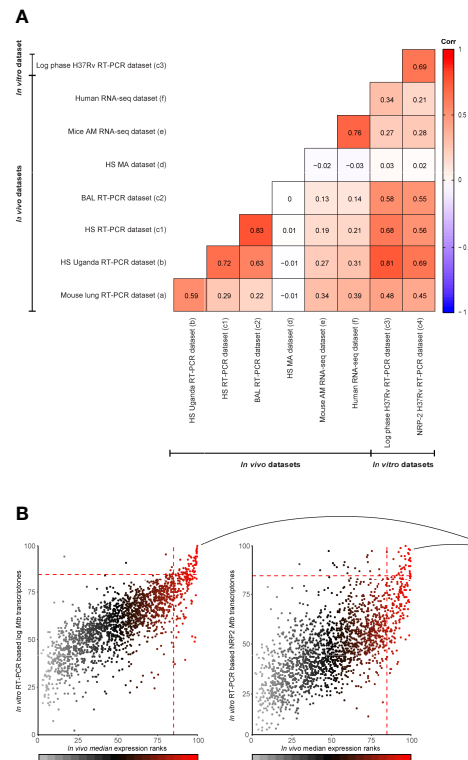 A
Corr
In vitro dataset
In vivo datasets
Log phase H37Rv RT-PCR dataset (c3)
0.69
Human RNA-seq dataset (f)
0.34 0.21
Mice AM RNA-seq dataset (e)
0.76 0.27 0.28
HS MA dataset (d)
−0.02 −0.03 0.03 0.02
BAL RT-PCR dataset (c2)
0 0.13 0.14 0.58 0.55
HS RT-PCR dataset (c1)
0.83 0.01 0.19 0.21 0.68 0.56
HS Uganda RT-PCR dataset (b)
0.72 0.63 −0.01 0.27 0.31 0.81 0.69
Mouse lung RT-PCR dataset (a)
0.59 0.29 0.22 −0.01 0.34 0.39 0.48 0.45
1
0.5
0
− 0.5
− 1
HS Uganda RT-PCR dataset (b)
HS RT-PCR dataset (c1)
BAL RT-PCR dataset (c2)
HS MA dataset (d)
Mouse AM RNA-seq dataset (e)
Human RNA-seq dataset (f)
Log phase H37Rv RT-PCR dataset (c3)
NRP-2 H37Rv RT-PCR dataset (c4)
In vivo datasets
In vitro datasets
B
In vitro RT-PCR based log Mtb transcriptones
100
75
50
25
0
0 25 50 75 100
In vivo median expression ranks
In vitro RT-PCR based NRP2 Mtb transcriptones
100
75
50
25
0
0 25 50 75 100
In vivo median expression ranks